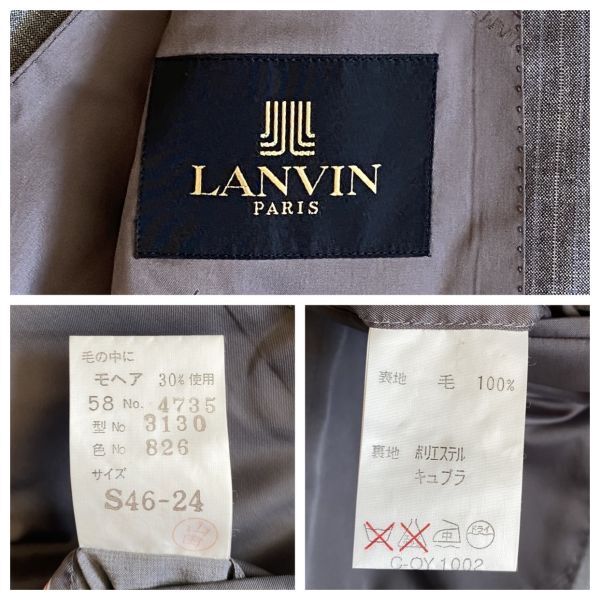 LANVIN
PARIS
毛の中に
モヘア 30%使用
58 No. 4735
型 No 3130
色 No 826
サイズ
S46-24
表地 毛 100%
裏地 ポリエステル
キュプラ
ドライ
C-OY1002